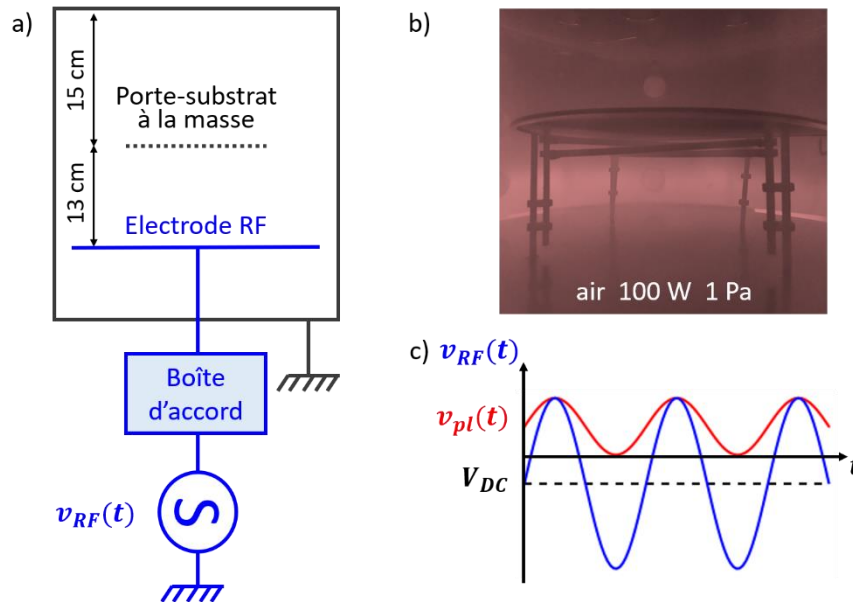 a)
15 cm
Porte-substrat
à la masse
13 cm
Electrode RF
Boîte
d'accord
v_RF(t)
b)
air 100 W 1 Pa
c)
v_RF(t)
v_pl(t)
V_DC
t